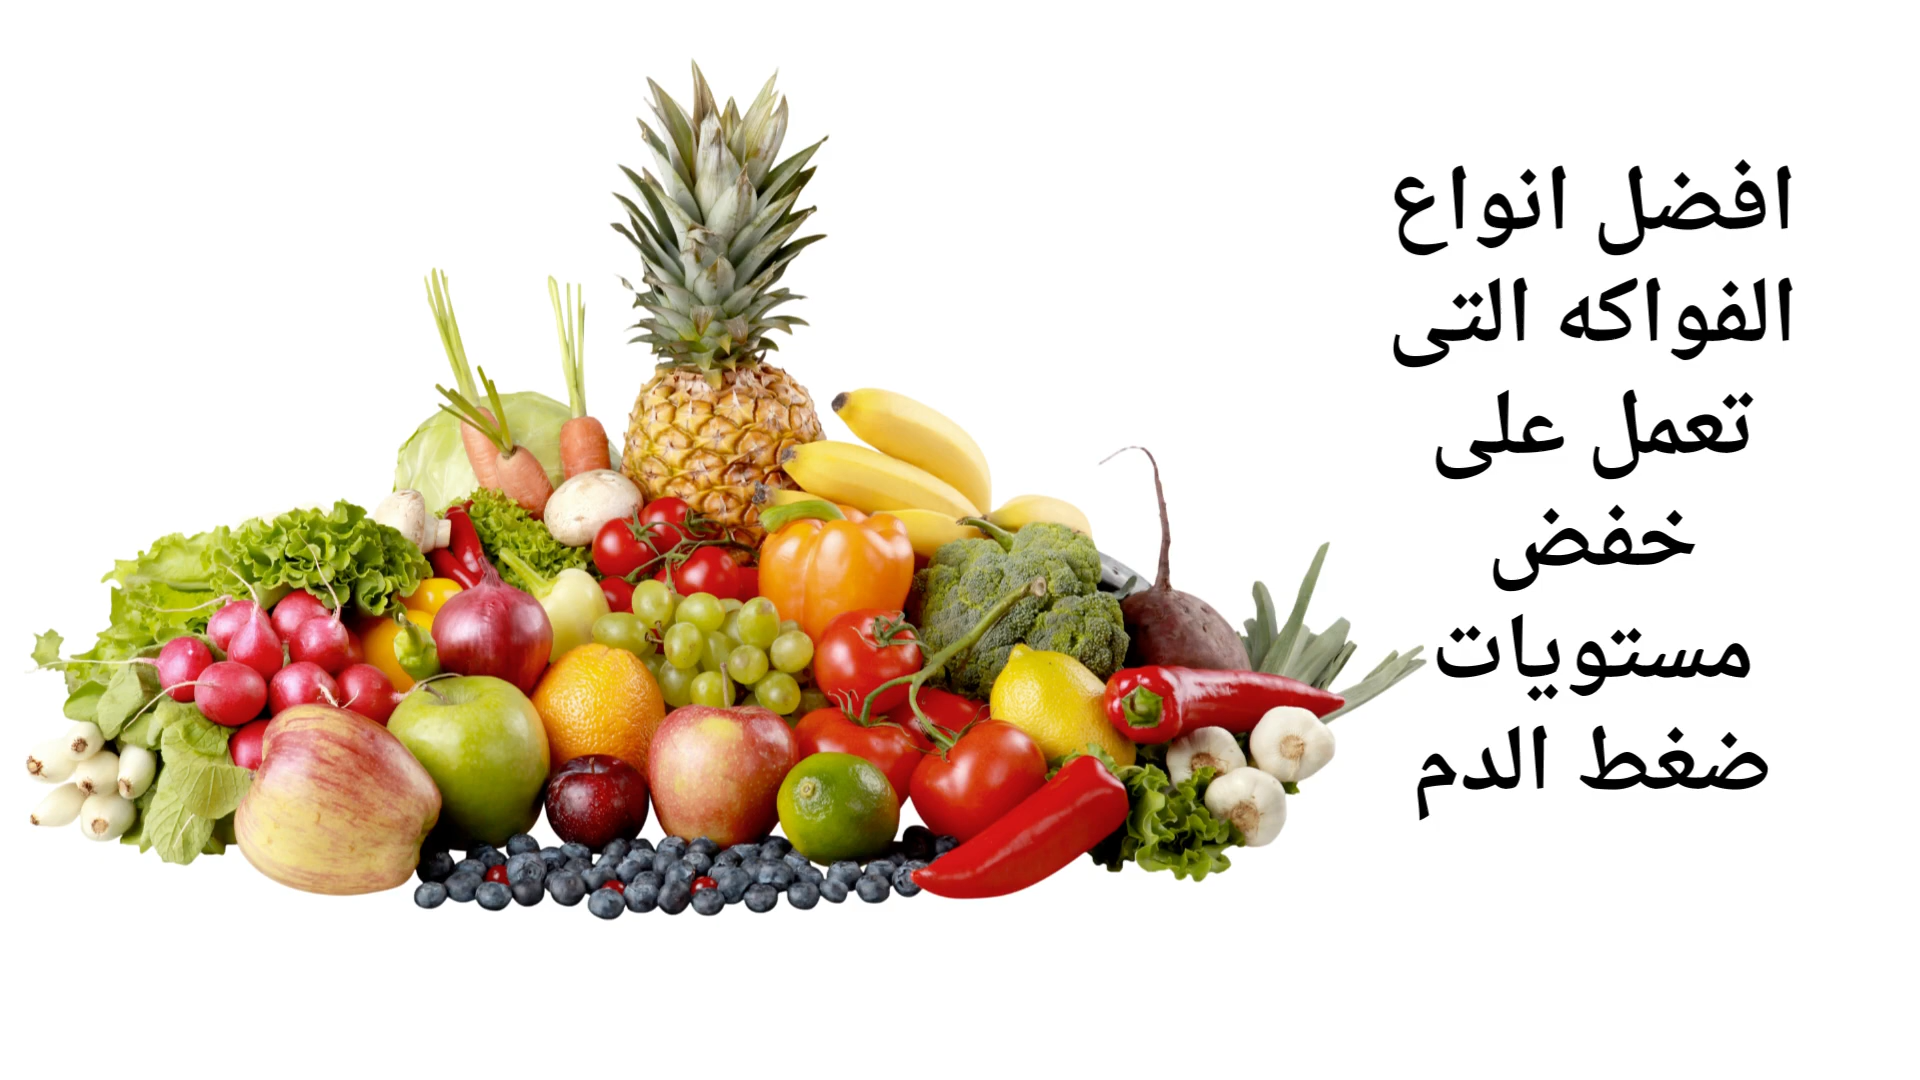 افضل انواع
الفواكه التى
تعمل على
خفض
مستويات
ضغط الدم